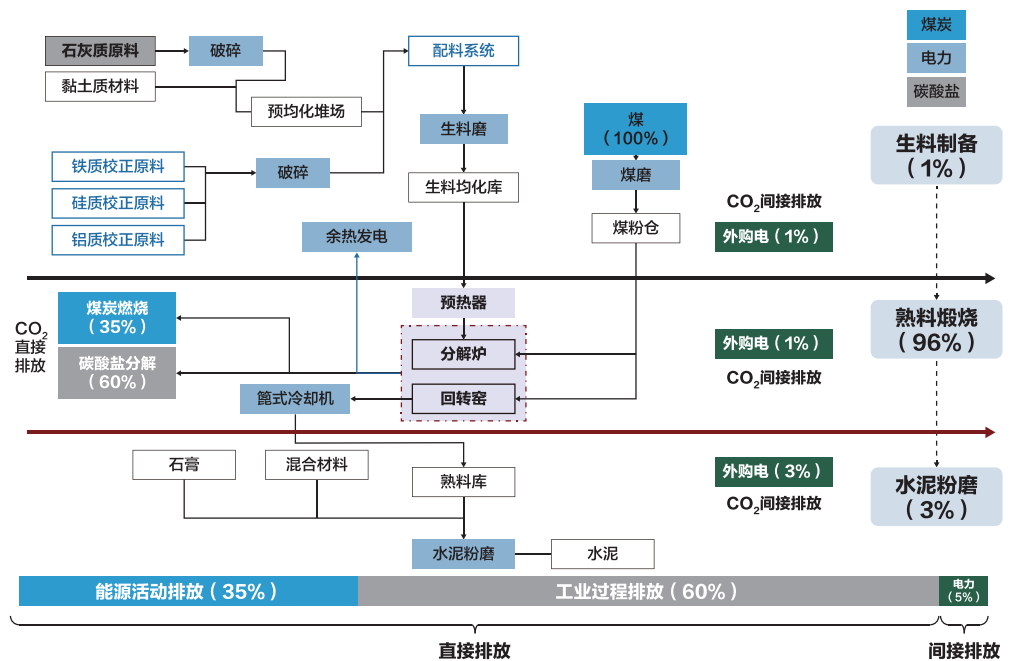 煤炭
电力
碳酸盐
石灰质原料
破碎
配料系统
黏土质材料
预均化堆场
生料磨
煤
（100%）
生料制备
（1%）
铁质校正原料
破碎
煤磨
硅质校正原料
生料均化库
CO₂间接排放
铝质校正原料
余热发电
煤粉仓
外购电（1%）
CO₂
直接
排放
煤炭燃烧
（35%）
碳酸盐分解
（60%）
预热器
分解炉
回转窑
篦式冷却机
外购电（1%）
CO₂间接排放
熟料煅烧
（96%）
石膏
混合材料
熟料库
外购电（3%）
CO₂间接排放
水泥粉磨
（3%）
水泥粉磨
水泥
能源活动排放（35%）
工业过程排放（60%）
电力
（5%）
直接排放
间接排放